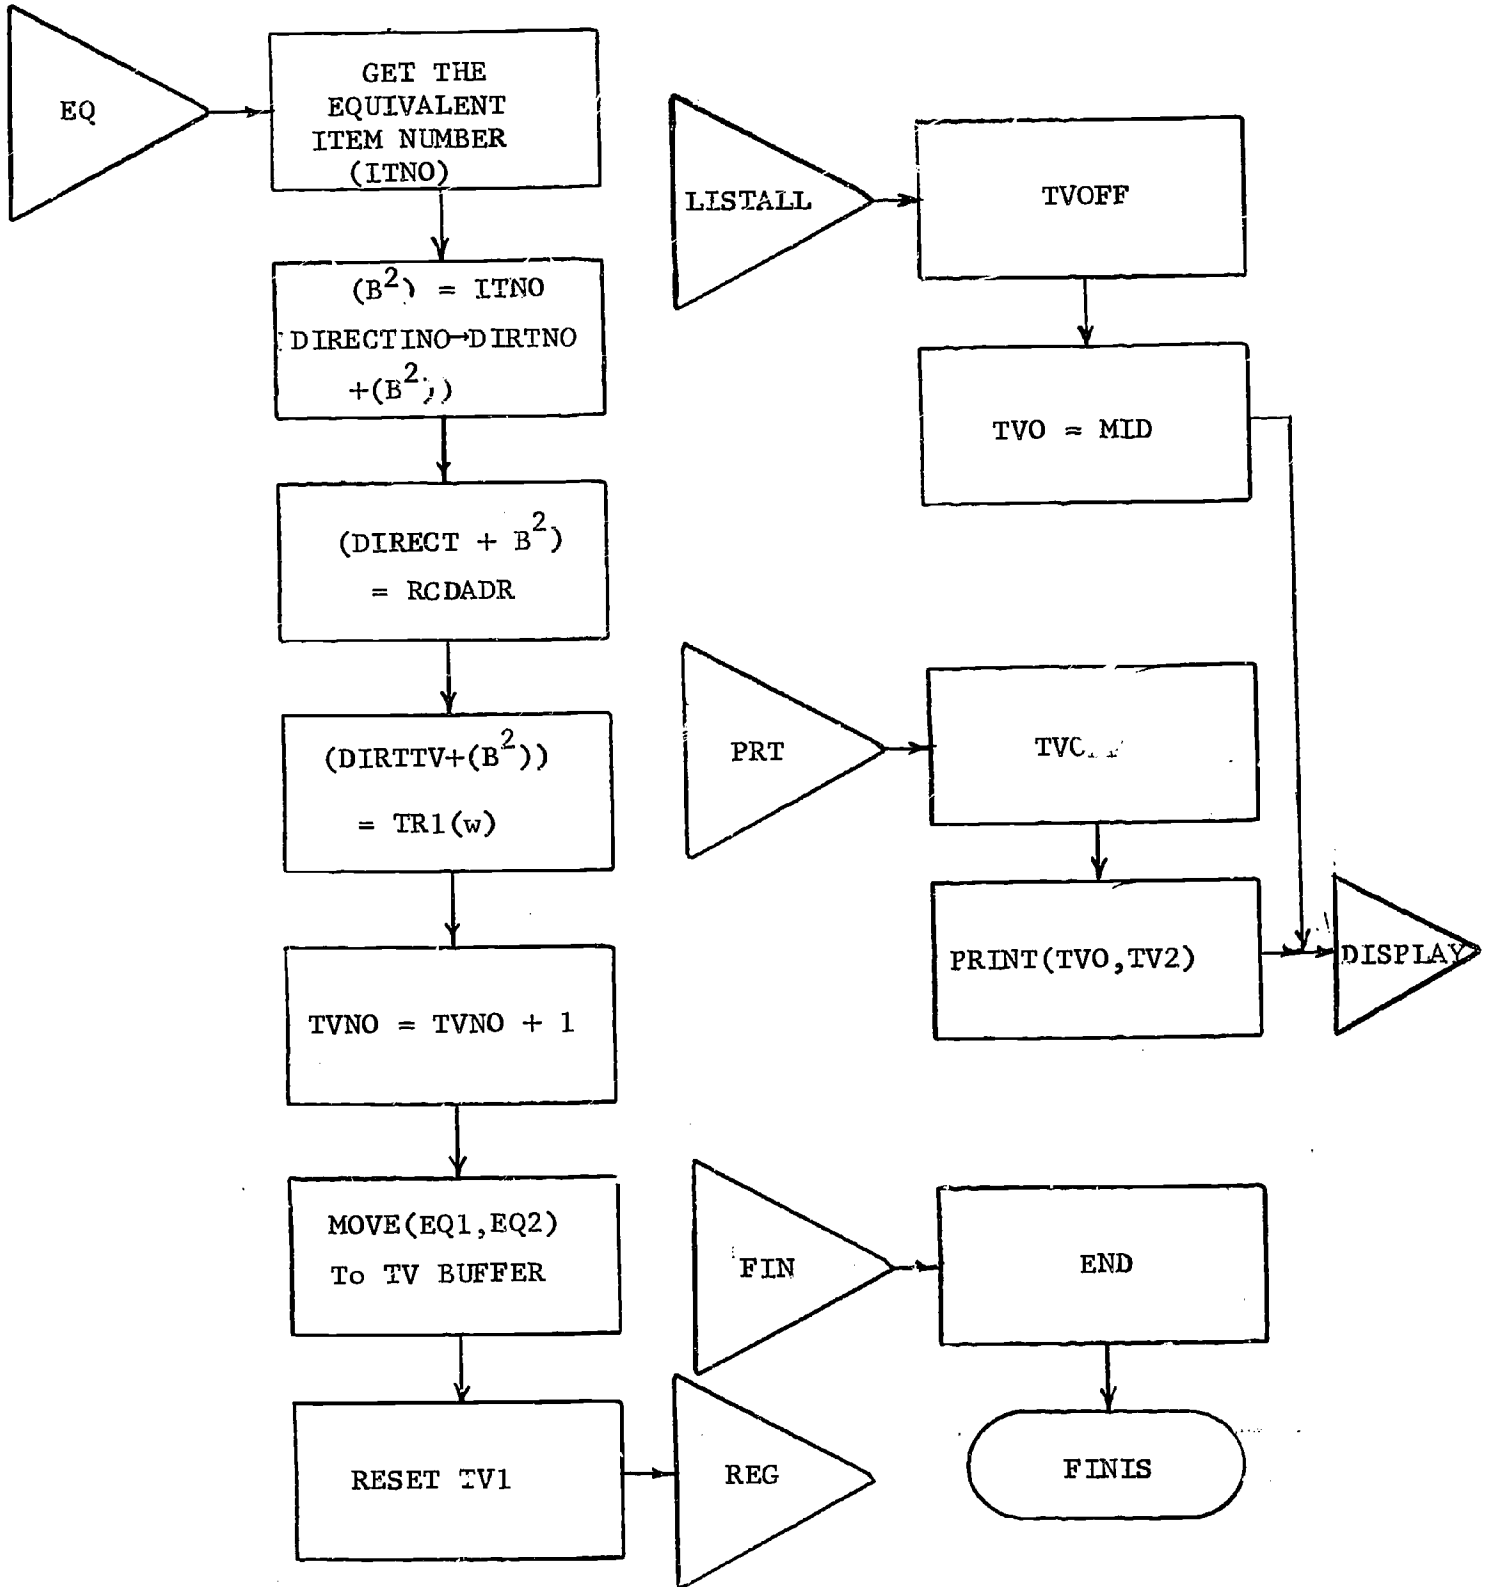 EQ
GET THE
EQUIVALENT
ITEM NUMBER
(ITNO)
(B²) = ITNO
DIRECTINO→DIRTNO
+(B²))
(DIRECT + B²)
= RCDADR
(DIRTTV+(B²))
= TR1(w)
TVNO = TVNO + 1
MOVE(EQ1,EQ2)
To TV BUFFER
RESET TV1
REG
LISTALL
TVOFF
TVO = MID
PRT
PRINT(TVO,TV2)
DISPLAY
FIN
END
FINIS